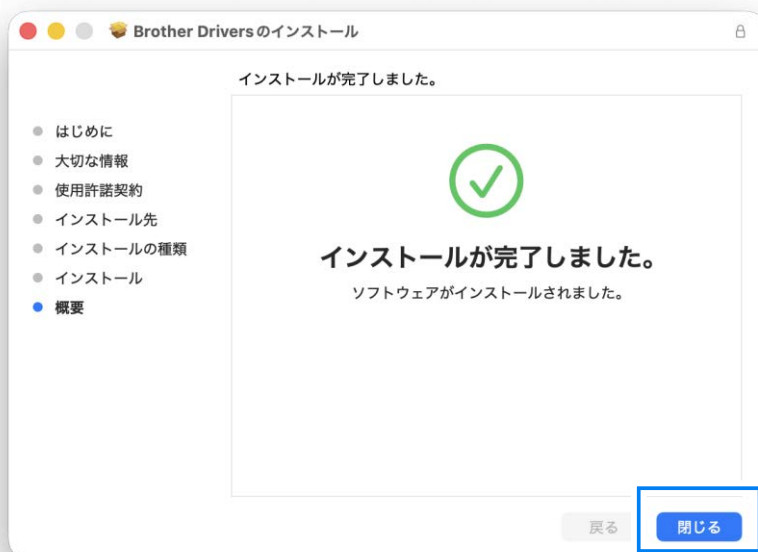 Brother Driversのインストール
インストールが完了しました。
はじめに
大切な情報
使用許諾契約
インストール先
インストールの種類
インストール
概要
インストールが完了しました。
ソフトウェアがインストールされました。
戻る
閉じる